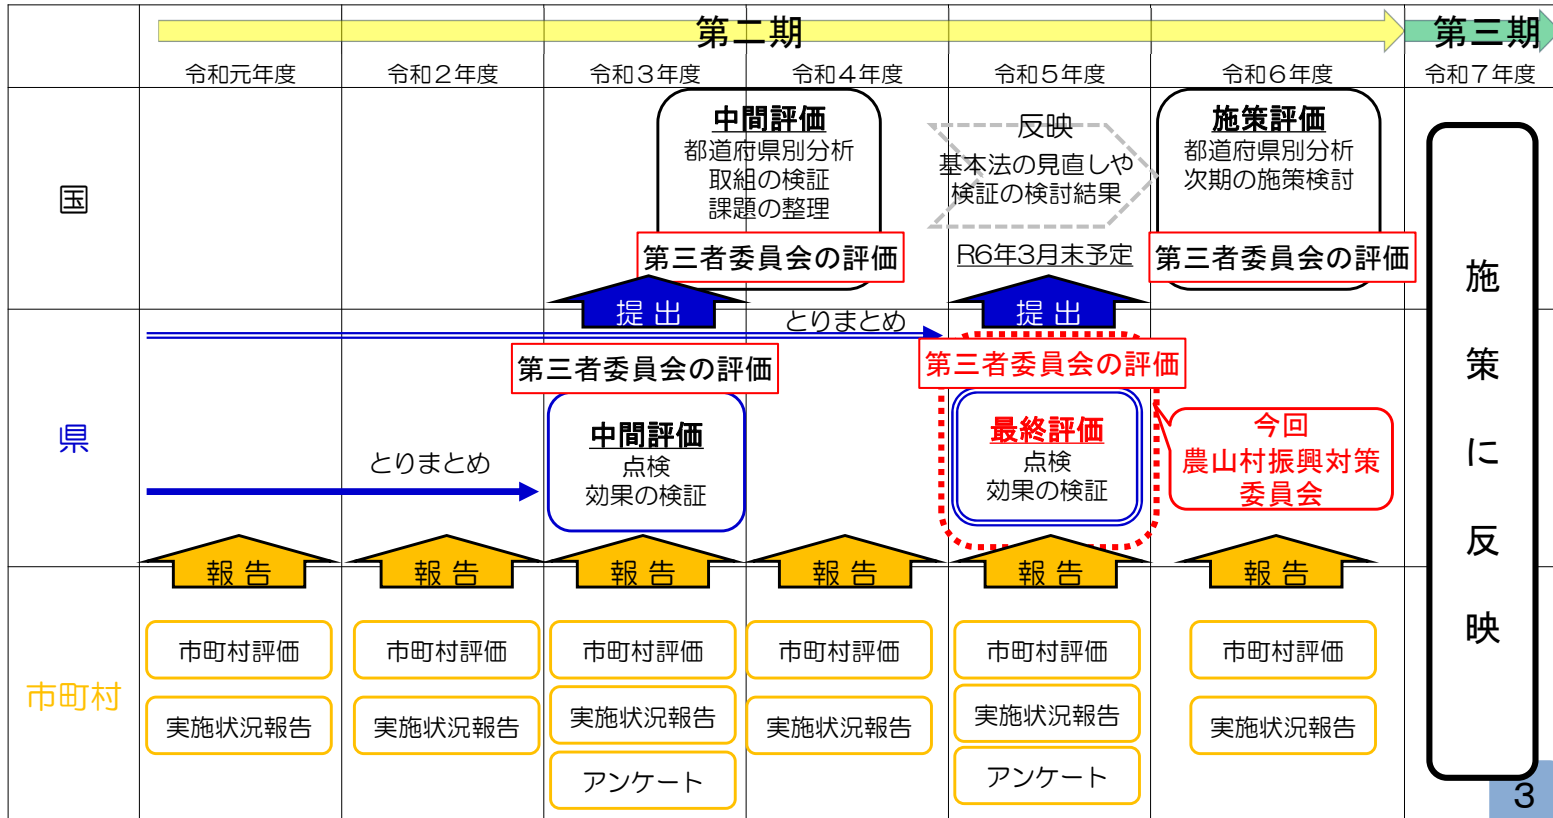 第二期
第三期
令和元年度
令和２年度
令和３年度
令和４年度
令和５年度
令和６年度
令和７年度
国
中間評価
都道府県別分析
取組の検証
課題の整理
第三者委員会の評価
反映
基本法の見直しや
検証の検討結果
R6年3月末予定
施策評価
都道府県別分析
次期の施策検討
第三者委員会の評価
提出
提出
県
とりまとめ
第三者委員会の評価
中間評価
点検
効果の検証
とりまとめ
第三者委員会の評価
最終評価
点検
効果の検証
今回
農山村振興対策
委員会
報告
報告
報告
報告
報告
報告
市町村
市町村評価
市町村評価
市町村評価
市町村評価
市町村評価
市町村評価
実施状況報告
実施状況報告
実施状況報告
実施状況報告
実施状況報告
実施状況報告
アンケート
アンケート
施策に反映
3